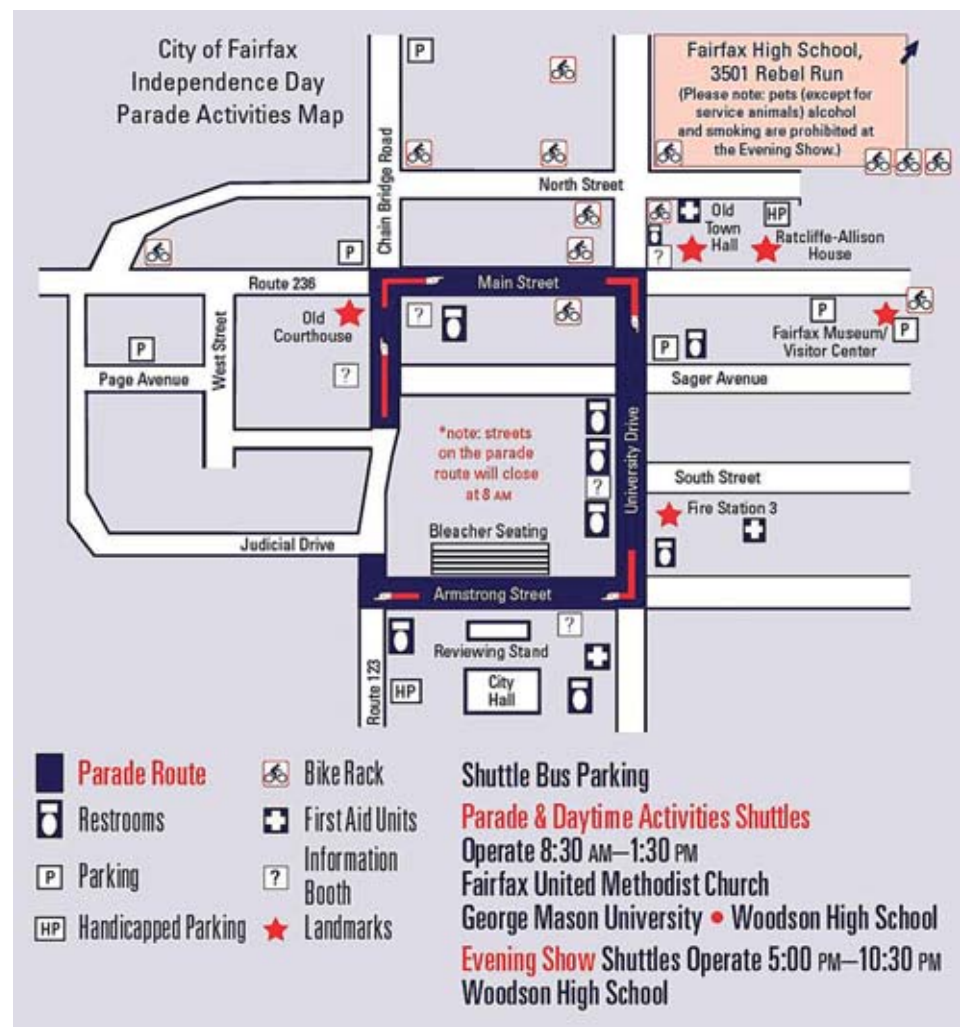 City of Fairfax
Independence Day
Parade Activities Map
P
Fairfax High School,
3501 Rebel Run
(Please note: pets (except for
service animals) alcohol
and smoking are prohibited at
the Evening Show.)
Chain Bridge Road
North Street
Old
Town
Hall
HP
Ratcliffe-Allison
House
?
P
Route 236
Main Street
Old
Courthouse
?
P
Fairfax Museum/
Visitor Center
P
P
West Street
P
Page Avenue
?
Sager Avenue
*note: streets
on the parade
route will close
at 8 AM
?
University Drive
South Street
Fire Station 3
Bleacher Seating
Judicial Drive
Armstrong Street
?
Reviewing Stand
Route 123
HP
City
Hall
Parade Route
Restrooms
P Parking
HP Handicapped Parking
Bike Rack
First Aid Units
? Information
Booth
Landmarks
Shuttle Bus Parking
Parade & Daytime Activities Shuttles
Operate 8:30 AM–1:30 PM
Fairfax United Methodist Church
George Mason University • Woodson High School
Evening Show Shuttles Operate 5:00 PM–10:30 PM
Woodson High School